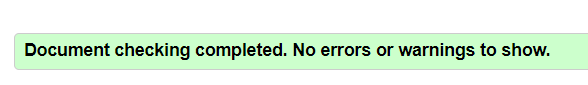 Document checking completed. No errors or warnings to show.